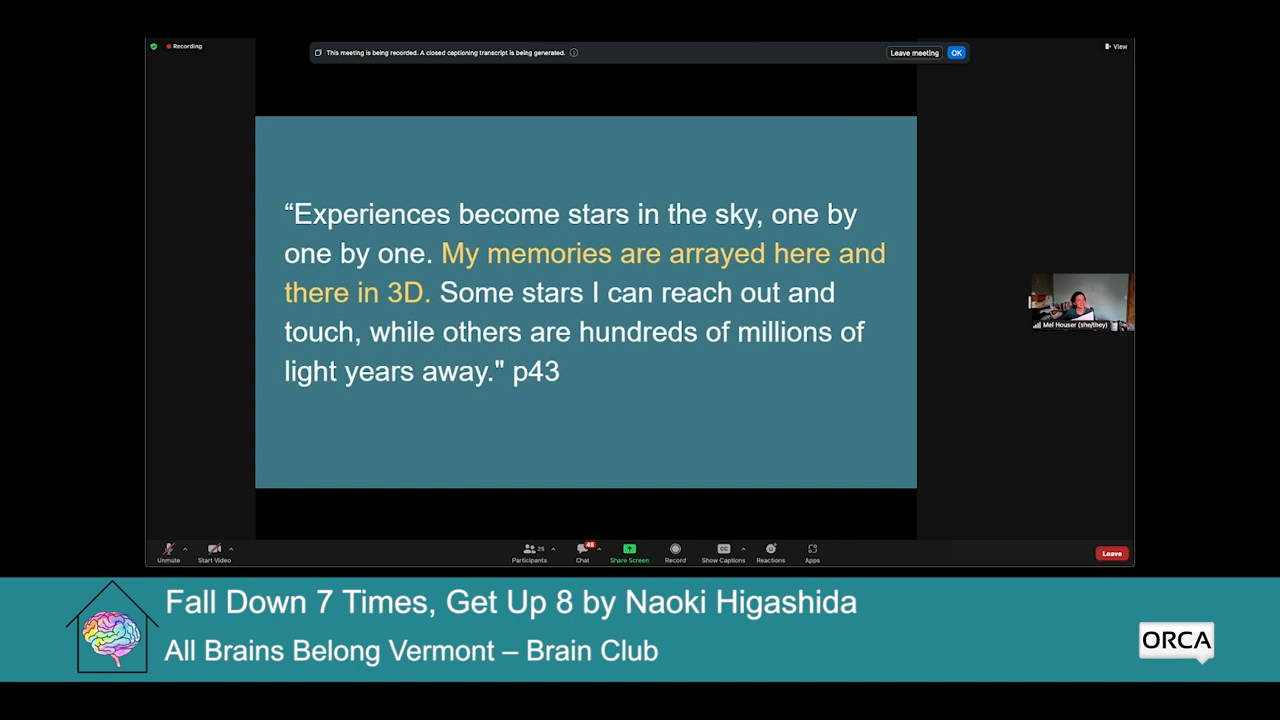 Recording
This meeting is being recorded. A closed captioning transcript is being generated.
Leave meeting
OK
View
“Experiences become stars in the sky, one by
one by one. My memories are arrayed here and
there in 3D. Some stars I can reach out and
touch, while others are hundreds of millions of
light years away." p43
Mel Houser (she/they)
Unmute
Start Video
Participants
25
Chat
45
Share Screen
Record
CC
Show Captions
Reactions
Apps
Leave
Fall Down 7 Times, Get Up 8 by Naoki Higashida
All Brains Belong Vermont – Brain Club
ORCA